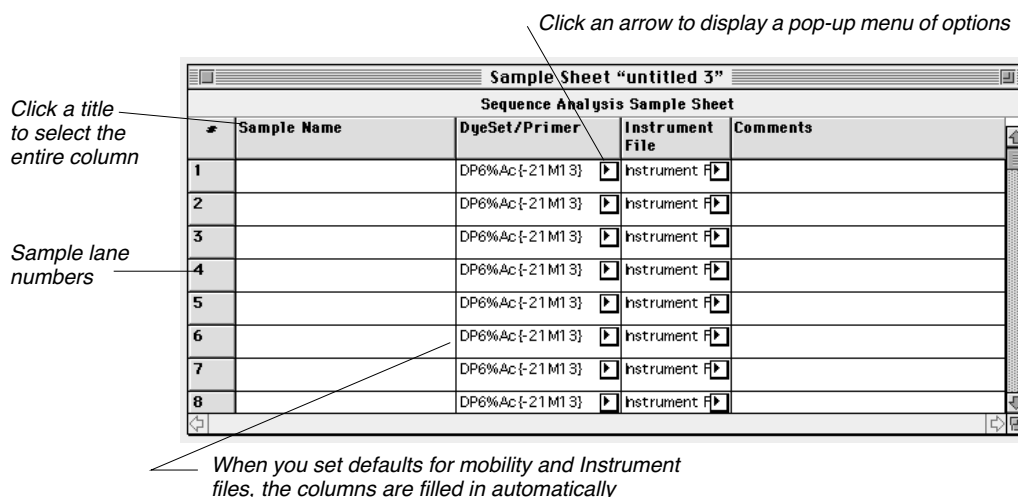 Click an arrow to display a pop-up menu of options
Sample Sheet “untitled 3”
Sequence Analysis Sample Sheet
Click a title
to select the
entire column
# Sample Name DyeSet/Primer Instrument File Comments
1 DP6%Ac{-21M13} Instrument F
2 DP6%Ac{-21M13} Instrument F
3 DP6%Ac{-21M13} Instrument F
Sample lane
numbers
4 DP6%Ac{-21M13} Instrument F
5 DP6%Ac{-21M13} Instrument F
6 DP6%Ac{-21M13} Instrument F
7 DP6%Ac{-21M13} Instrument F
8 DP6%Ac{-21M13} Instrument F
When you set defaults for mobility and Instrument
files, the columns are filled in automatically